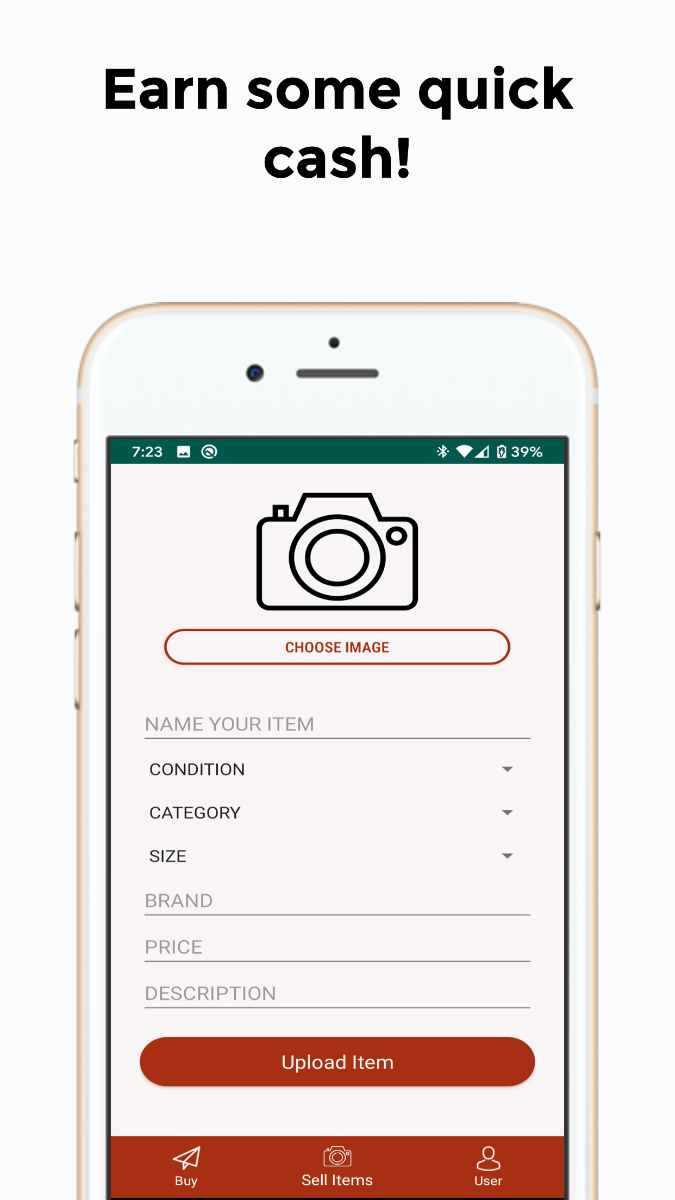 Earn some quick
cash!
7:23 39%
CHOOSE IMAGE
NAME YOUR ITEM
CONDITION
CATEGORY
SIZE
BRAND
PRICE
DESCRIPTION
Upload Item
Buy Sell Items User